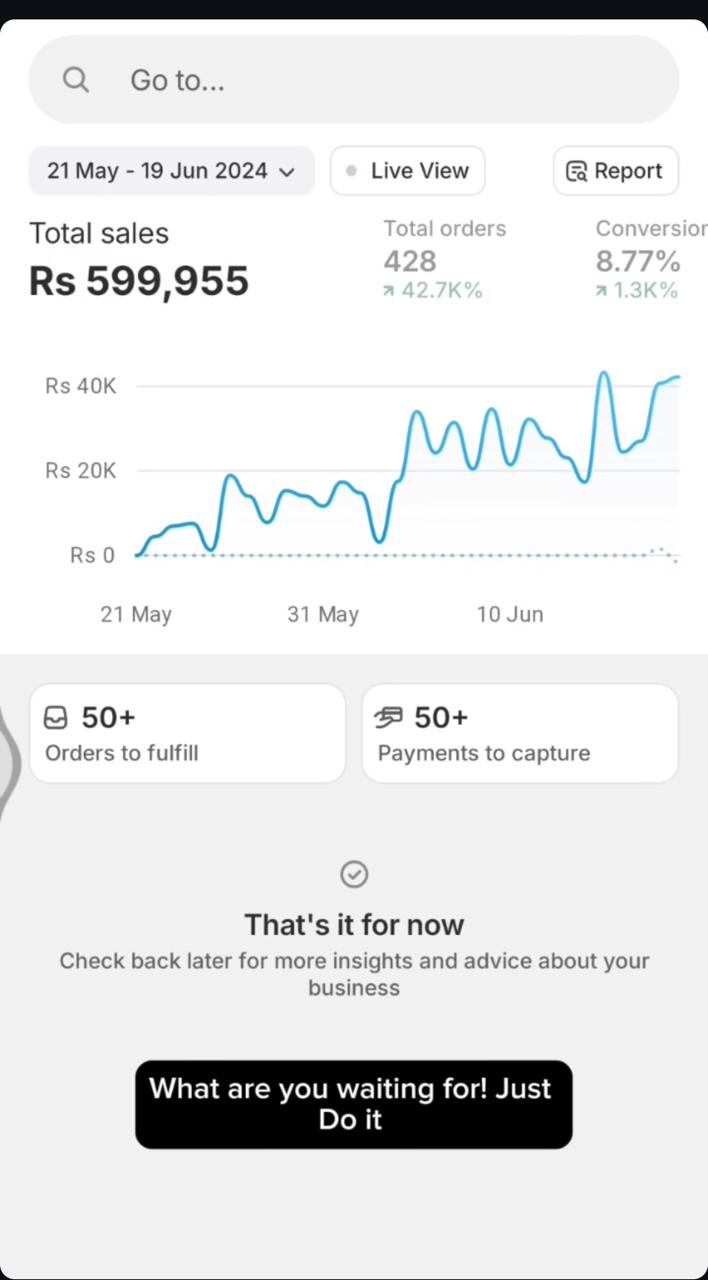 Go to...
21 May - 19 Jun 2024
Live View
Report
Total sales
Rs 599,955
Total orders
428
42.7K%
Conversion
8.77%
1.3K%
Rs 40K
Rs 20K
Rs 0
21 May
31 May
10 Jun
50+
Orders to fulfill
50+
Payments to capture
That's it for now
Check back later for more insights and advice about your
business
What are you waiting for! Just
Do it